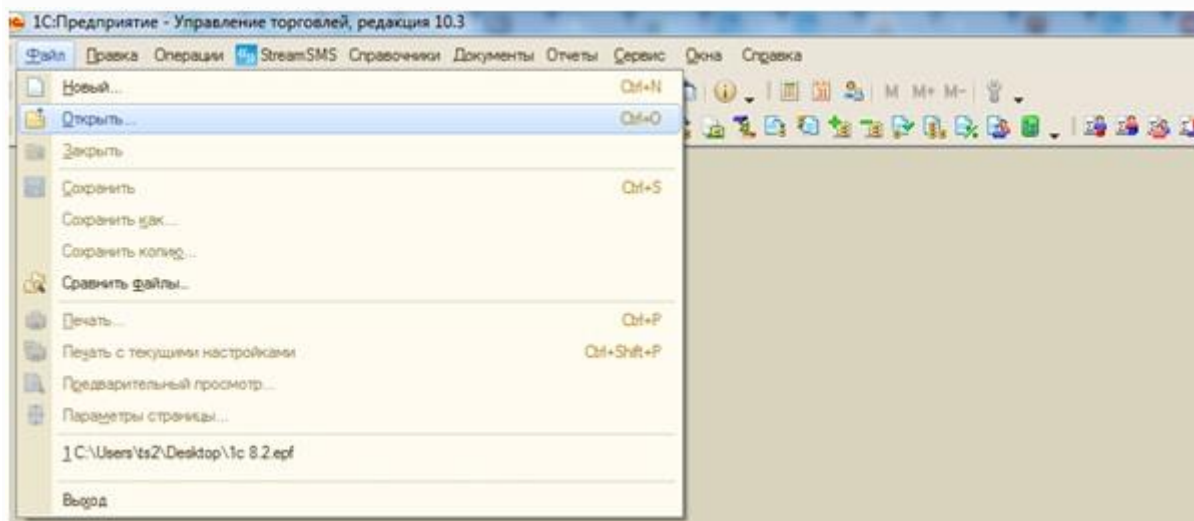 1С:Предприятие - Управление торговлей, редакция 10.3
Файл Правка Операции StreamSMS Справочники Документы Отчеты Сервис Окна Справка
Новый... Ctrl+N
M M+ M-
Открыть... Ctrl+O
Закрыть
Сохранить Ctrl+S
Сохранить как...
Сохранить копию...
Сравнить файлы...
Печать... Ctrl+P
Печать с текущими настройками Ctrl+Shift+P
Предварительный просмотр...
Параметры страницы...
1 C:\Users\ts2\Desktop\1c 8.2.epf
Выход